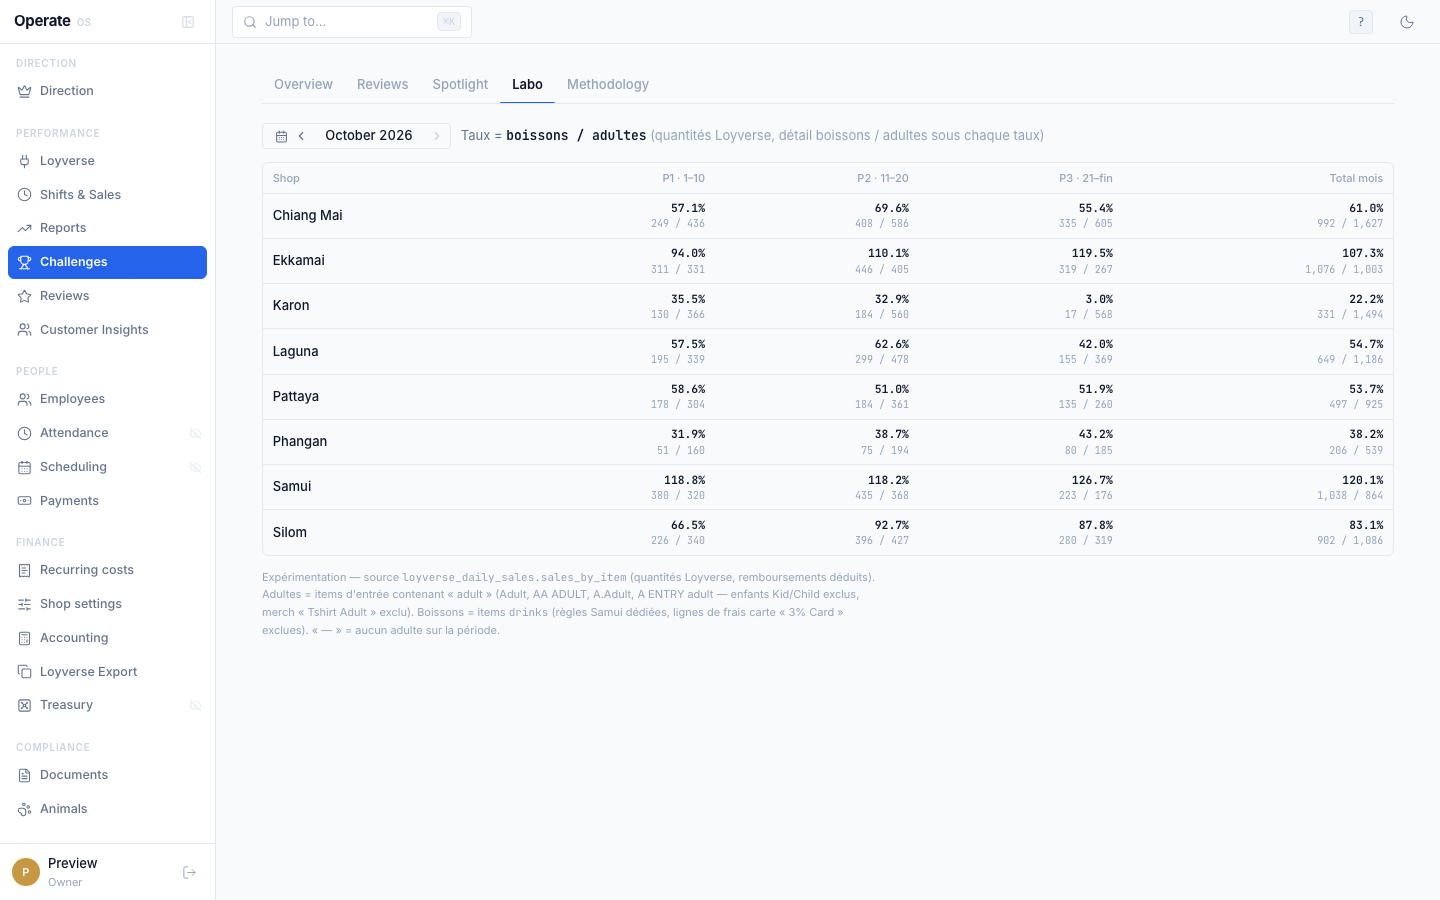 Operate OS
Jump to...
⌘K
?
DIRECTION
Direction
PERFORMANCE
Loyverse
Shifts & Sales
Reports
Challenges
Reviews
Customer Insights
PEOPLE
Employees
Attendance
Scheduling
Payments
FINANCE
Recurring costs
Shop settings
Accounting
Loyverse Export
Treasury
COMPLIANCE
Documents
Animals
P
Preview
Owner
Overview Reviews Spotlight Labo Methodology
October 2026 Taux = boissons / adultes (quantités Loyverse, détail boissons / adultes sous chaque taux)
Shop P1 · 1–10 P2 · 11–20 P3 · 21–fin Total mois
Chiang Mai 57.1% 69.6% 55.4% 61.0%
249 / 436 408 / 586 335 / 605 992 / 1,627
Ekkamai 94.0% 110.1% 119.5% 107.3%
311 / 331 446 / 405 319 / 267 1,076 / 1,003
Karon 35.5% 32.9% 3.0% 22.2%
130 / 366 184 / 560 17 / 568 331 / 1,494
Laguna 57.5% 62.6% 42.0% 54.7%
195 / 339 299 / 478 155 / 369 649 / 1,186
Pattaya 58.6% 51.0% 51.9% 53.7%
178 / 304 184 / 361 135 / 260 497 / 925
Phangan 31.9% 38.7% 43.2% 38.2%
51 / 160 75 / 194 80 / 185 206 / 539
Samui 118.8% 118.2% 126.7% 120.1%
380 / 320 435 / 368 223 / 176 1,038 / 864
Silom 66.5% 92.7% 87.8% 83.1%
226 / 340 396 / 427 280 / 319 902 / 1,086
Expérimentation — source loyverse_daily_sales.sales_by_item (quantités Loyverse, remboursements déduits).
Adultes = items d'entrée contenant « adult » (Adult, AA ADULT, A.Adult, A ENTRY adult — enfants Kid/Child exclus,
merch « Tshirt Adult » exclu). Boissons = items drinks (règles Samui dédiées, lignes de frais carte « 3% Card »
exclues). « — » = aucun adulte sur la période.